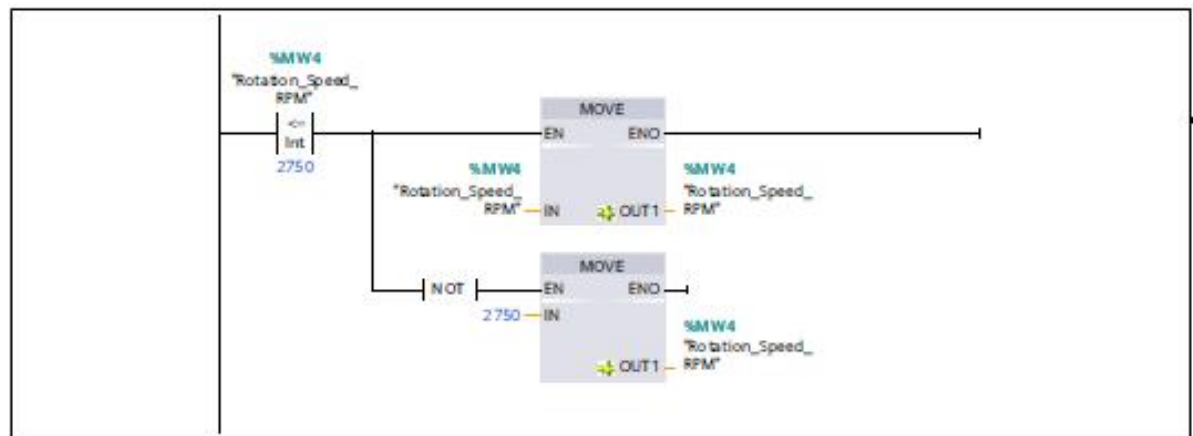 %MW4
"Rotation_Speed_
RPM"
<=
Int
2750
MOVE
EN ENO
%MW4
"Rotation_Speed_
RPM"
IN
OUT1
%MW4
"Rotation_Speed_
RPM"
NOT
MOVE
EN ENO
2750
IN
OUT1
%MW4
"Rotation_Speed_
RPM"